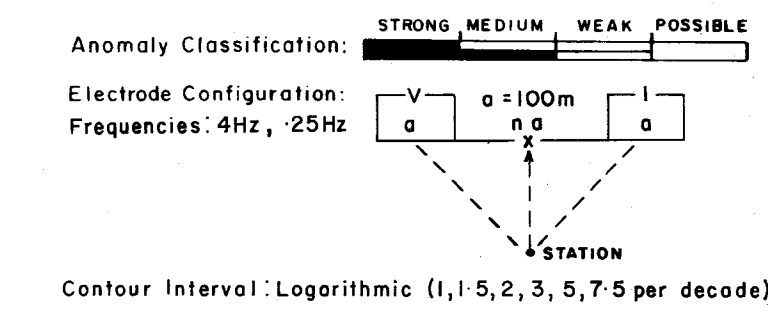 STRONG MEDIUM WEAK POSSIBLE
Anomaly Classification:
Electrode Configuration:
V a = 100m I
Frequencies: 4Hz, ·25Hz
a n a a
x
STATION
Contour Interval: Logarithmic (1, 1·5, 2, 3, 5, 7·5 per decade)